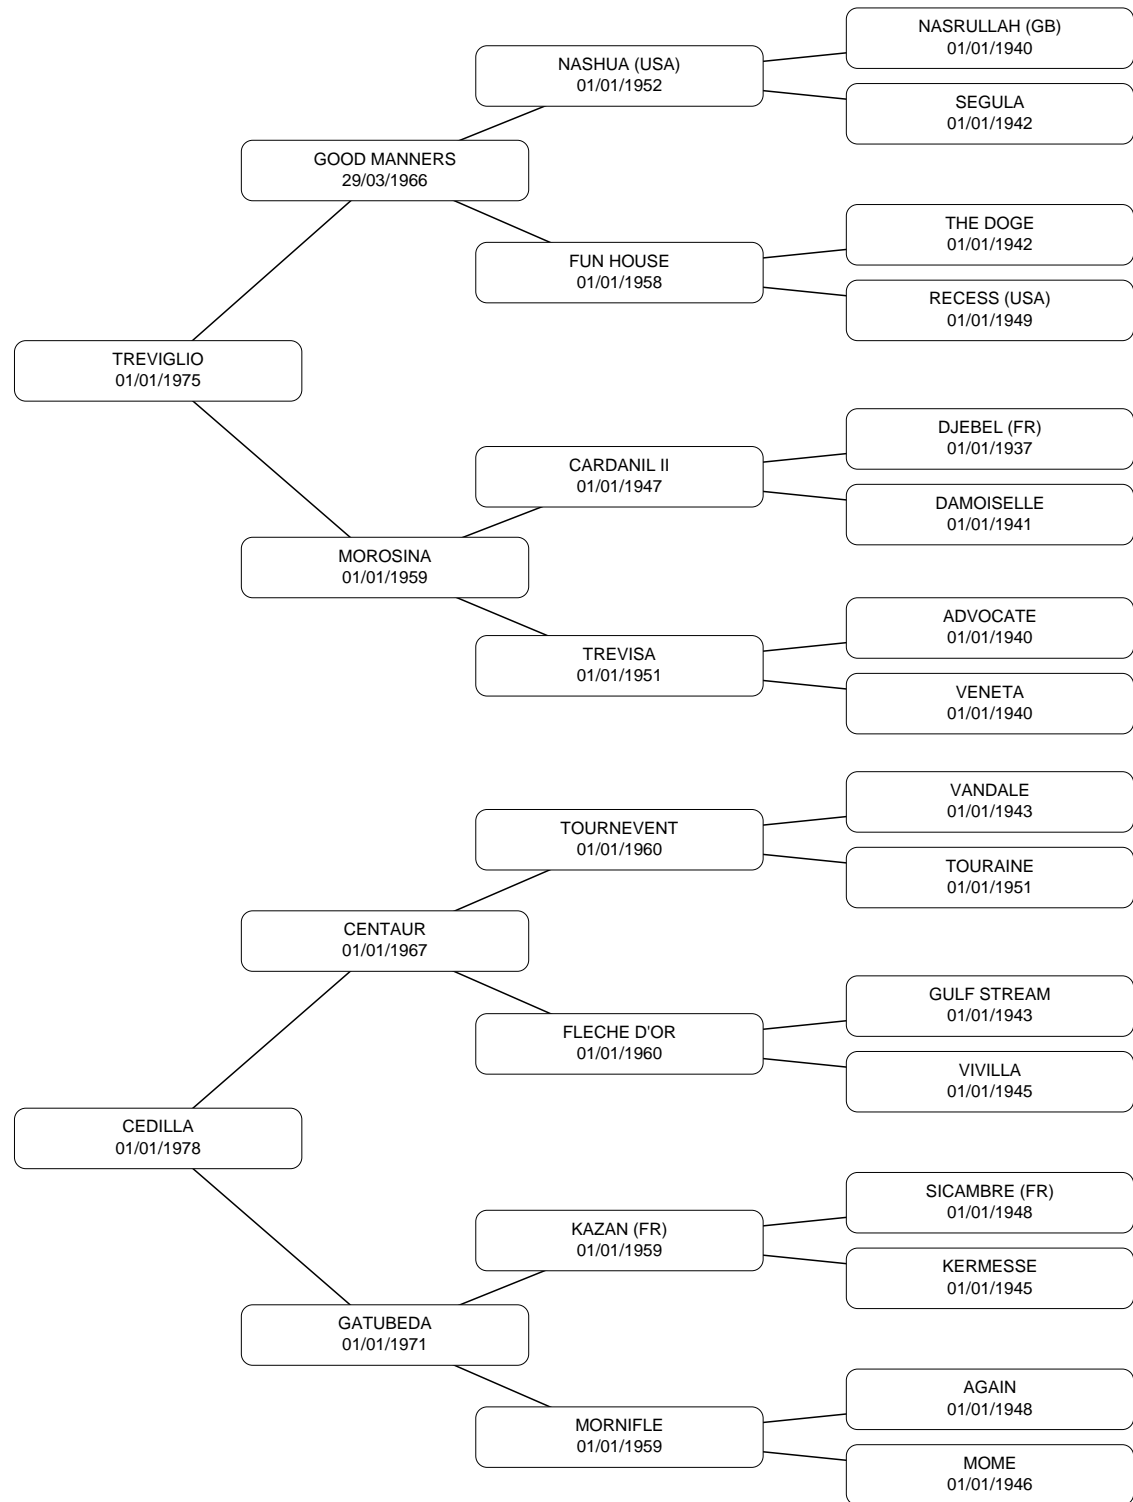 NASRULLAH (GB)
01/01/1940
NASHUA (USA)
01/01/1952
SEGULA
01/01/1942
GOOD MANNERS
29/03/1966
THE DOGE
01/01/1942
FUN HOUSE
01/01/1958
RECESS (USA)
01/01/1949
TREVIGLIO
01/01/1975
DJEBEL (FR)
01/01/1937
CARDANIL II
01/01/1947
DAMOISELLE
01/01/1941
MOROSINA
01/01/1959
ADVOCATE
01/01/1940
TREVISA
01/01/1951
VENETA
01/01/1940
VANDALE
01/01/1943
TOURNEVENT
01/01/1960
TOURAINE
01/01/1951
CENTAUR
01/01/1967
GULF STREAM
01/01/1943
FLECHE D'OR
01/01/1960
VIVILLA
01/01/1945
CEDILLA
01/01/1978
SICAMBRE (FR)
01/01/1948
KAZAN (FR)
01/01/1959
KERMESSE
01/01/1945
GATUBEDA
01/01/1971
AGAIN
01/01/1948
MORNIFLE
01/01/1959
MOME
01/01/1946